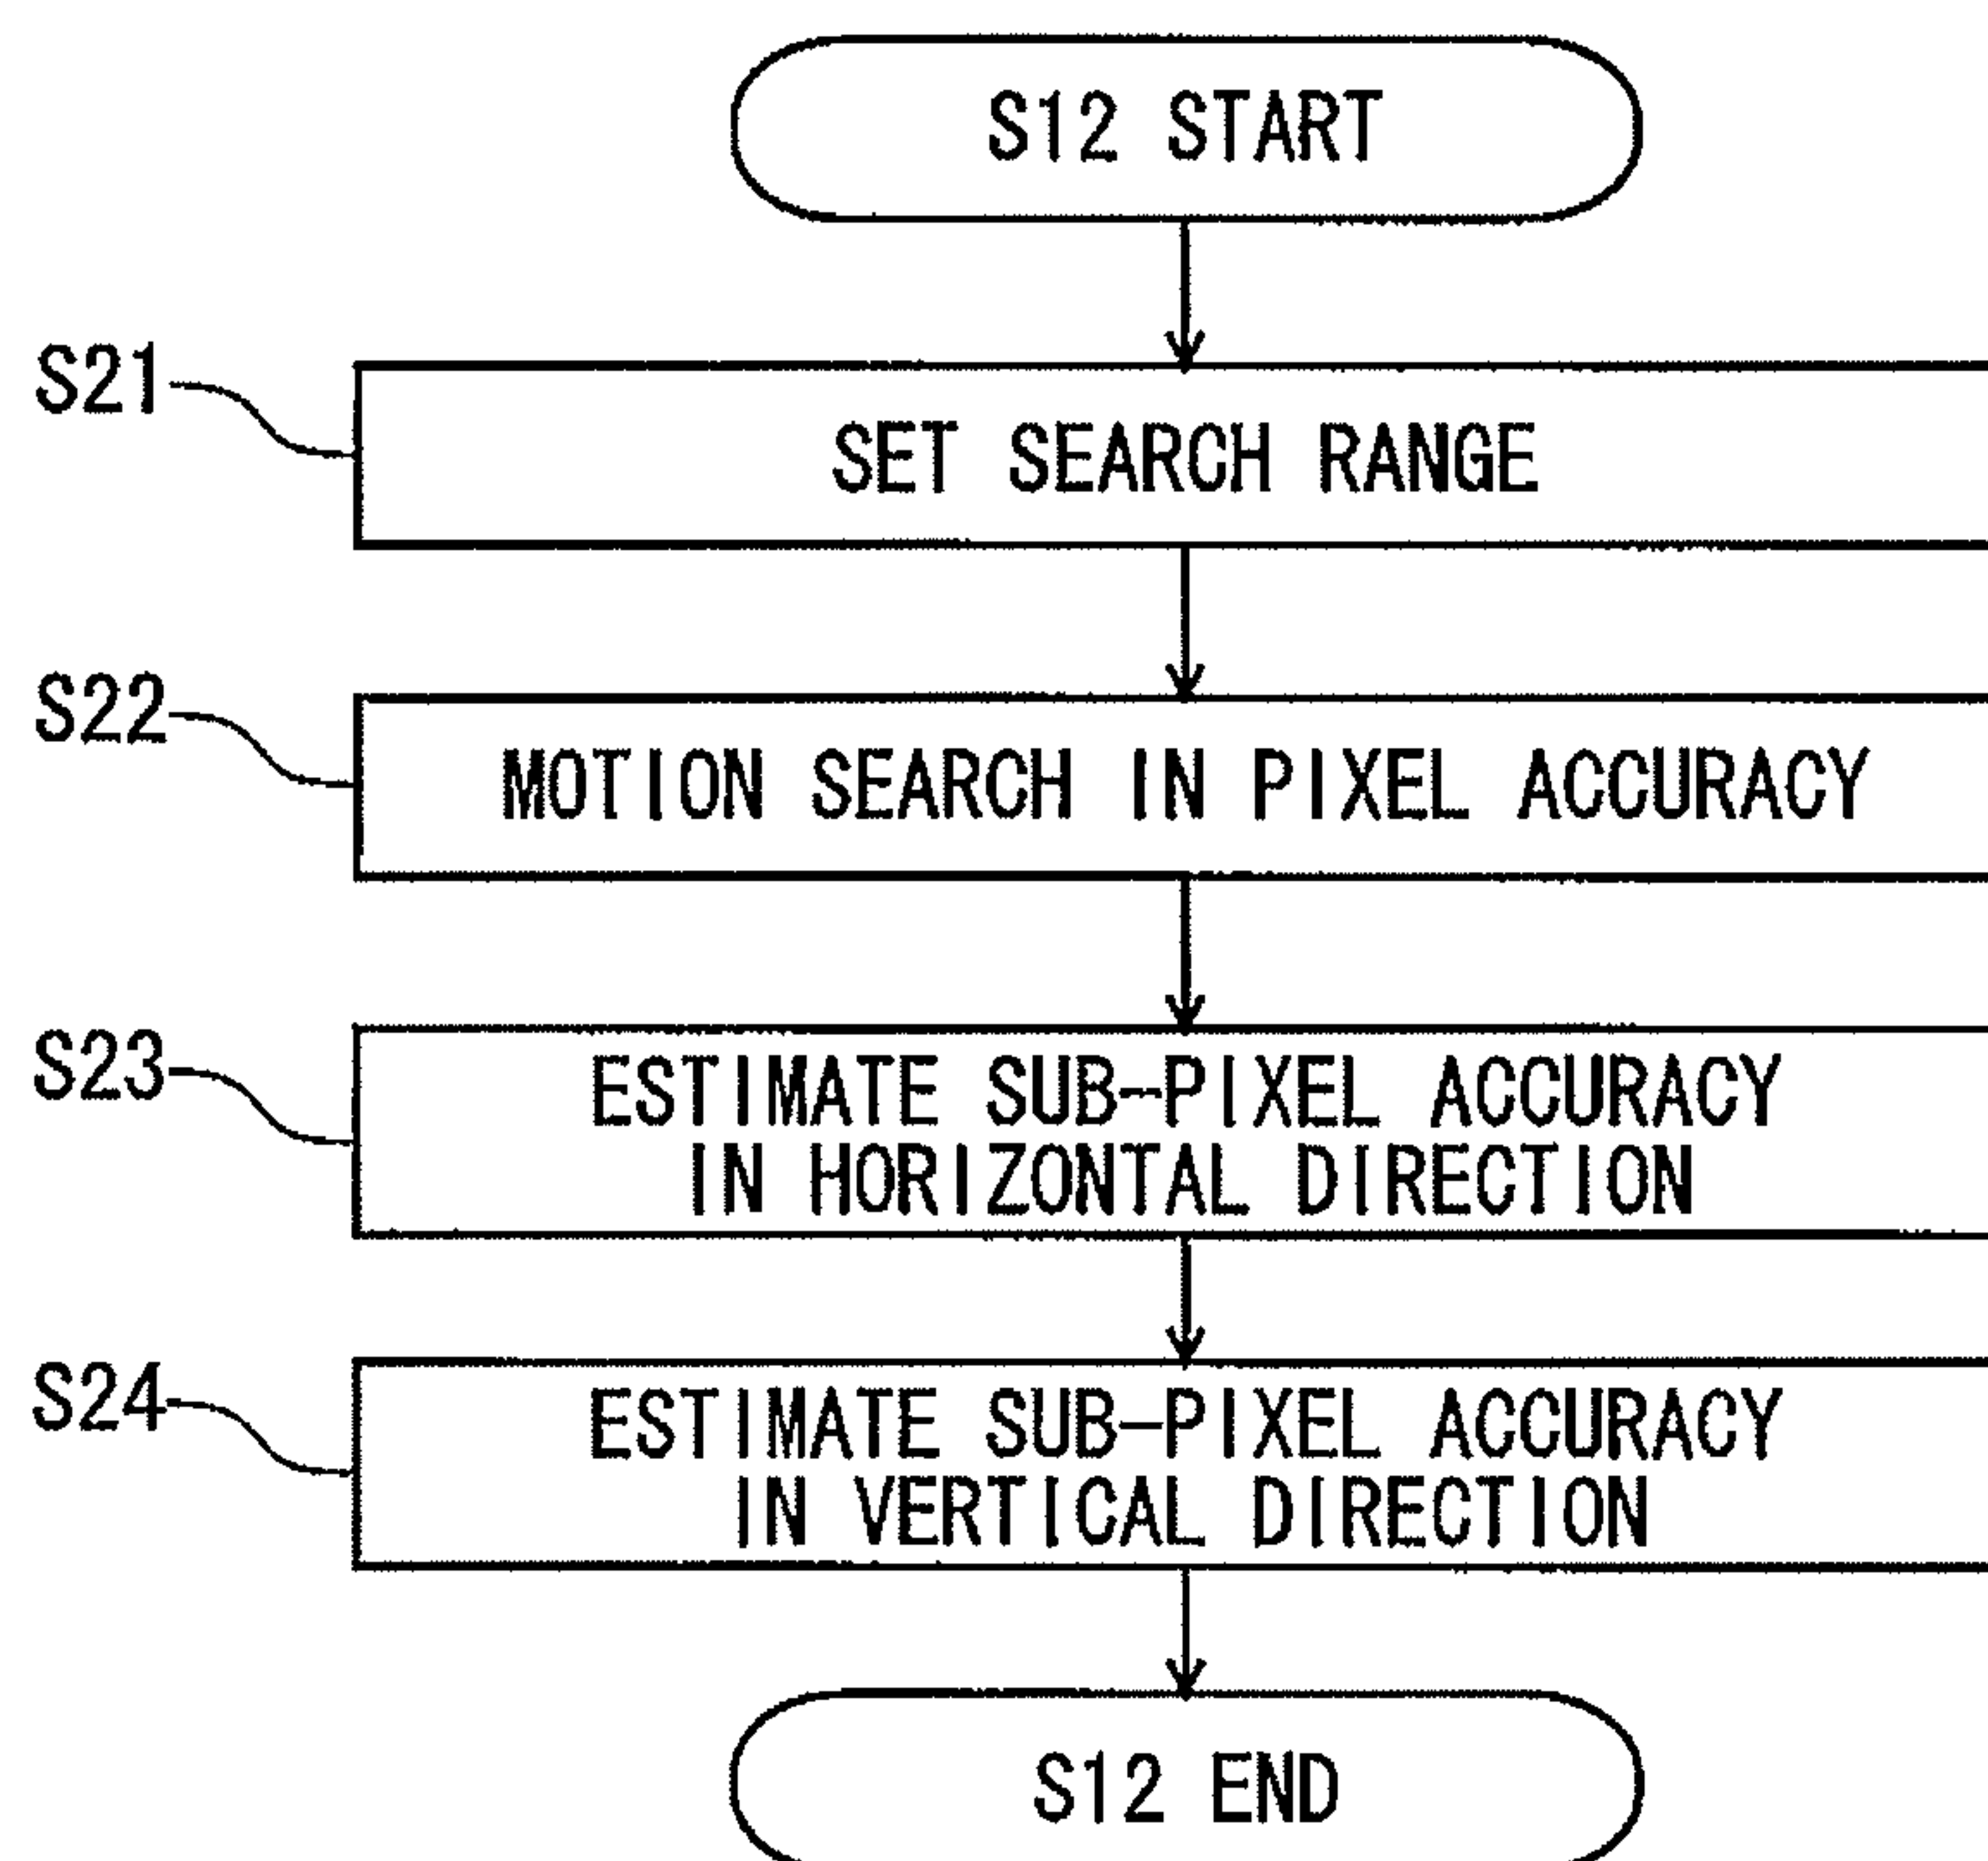 S12 START
S21
SET SEARCH RANGE
S22
MOTION SEARCH IN PIXEL ACCURACY
S23
ESTIMATE SUB-PIXEL ACCURACY
IN HORIZONTAL DIRECTION
S24
ESTIMATE SUB-PIXEL ACCURACY
IN VERTICAL DIRECTION
S12 END